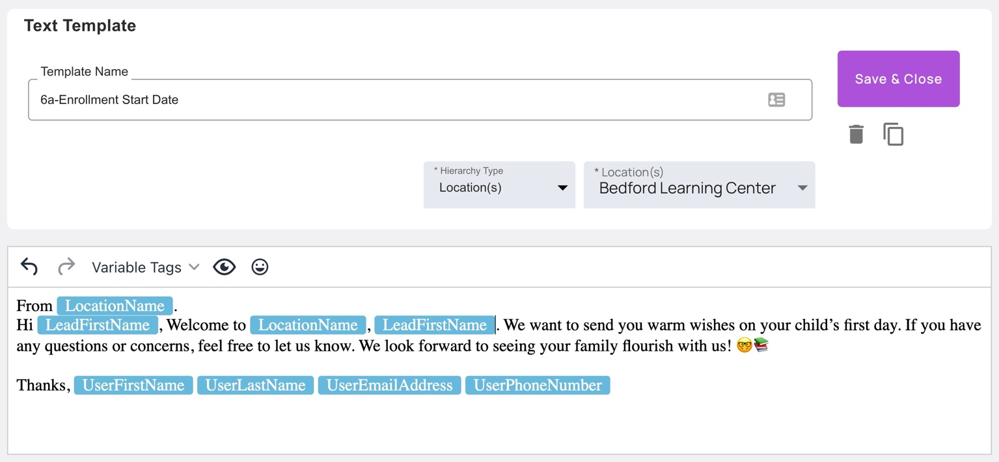 Text Template
Template Name
6a-Enrollment Start Date
Save & Close
* Hierarchy Type
Location(s)
* Location(s)
Bedford Learning Center
Variable Tags
From LocationName .
Hi LeadFirstName , Welcome to LocationName , LeadFirstName . We want to send you warm wishes on your child’s first day. If you have
any questions or concerns, feel free to let us know. We look forward to seeing your family flourish with us! 🤓📚
Thanks, UserFirstName UserLastName UserEmailAddress UserPhoneNumber